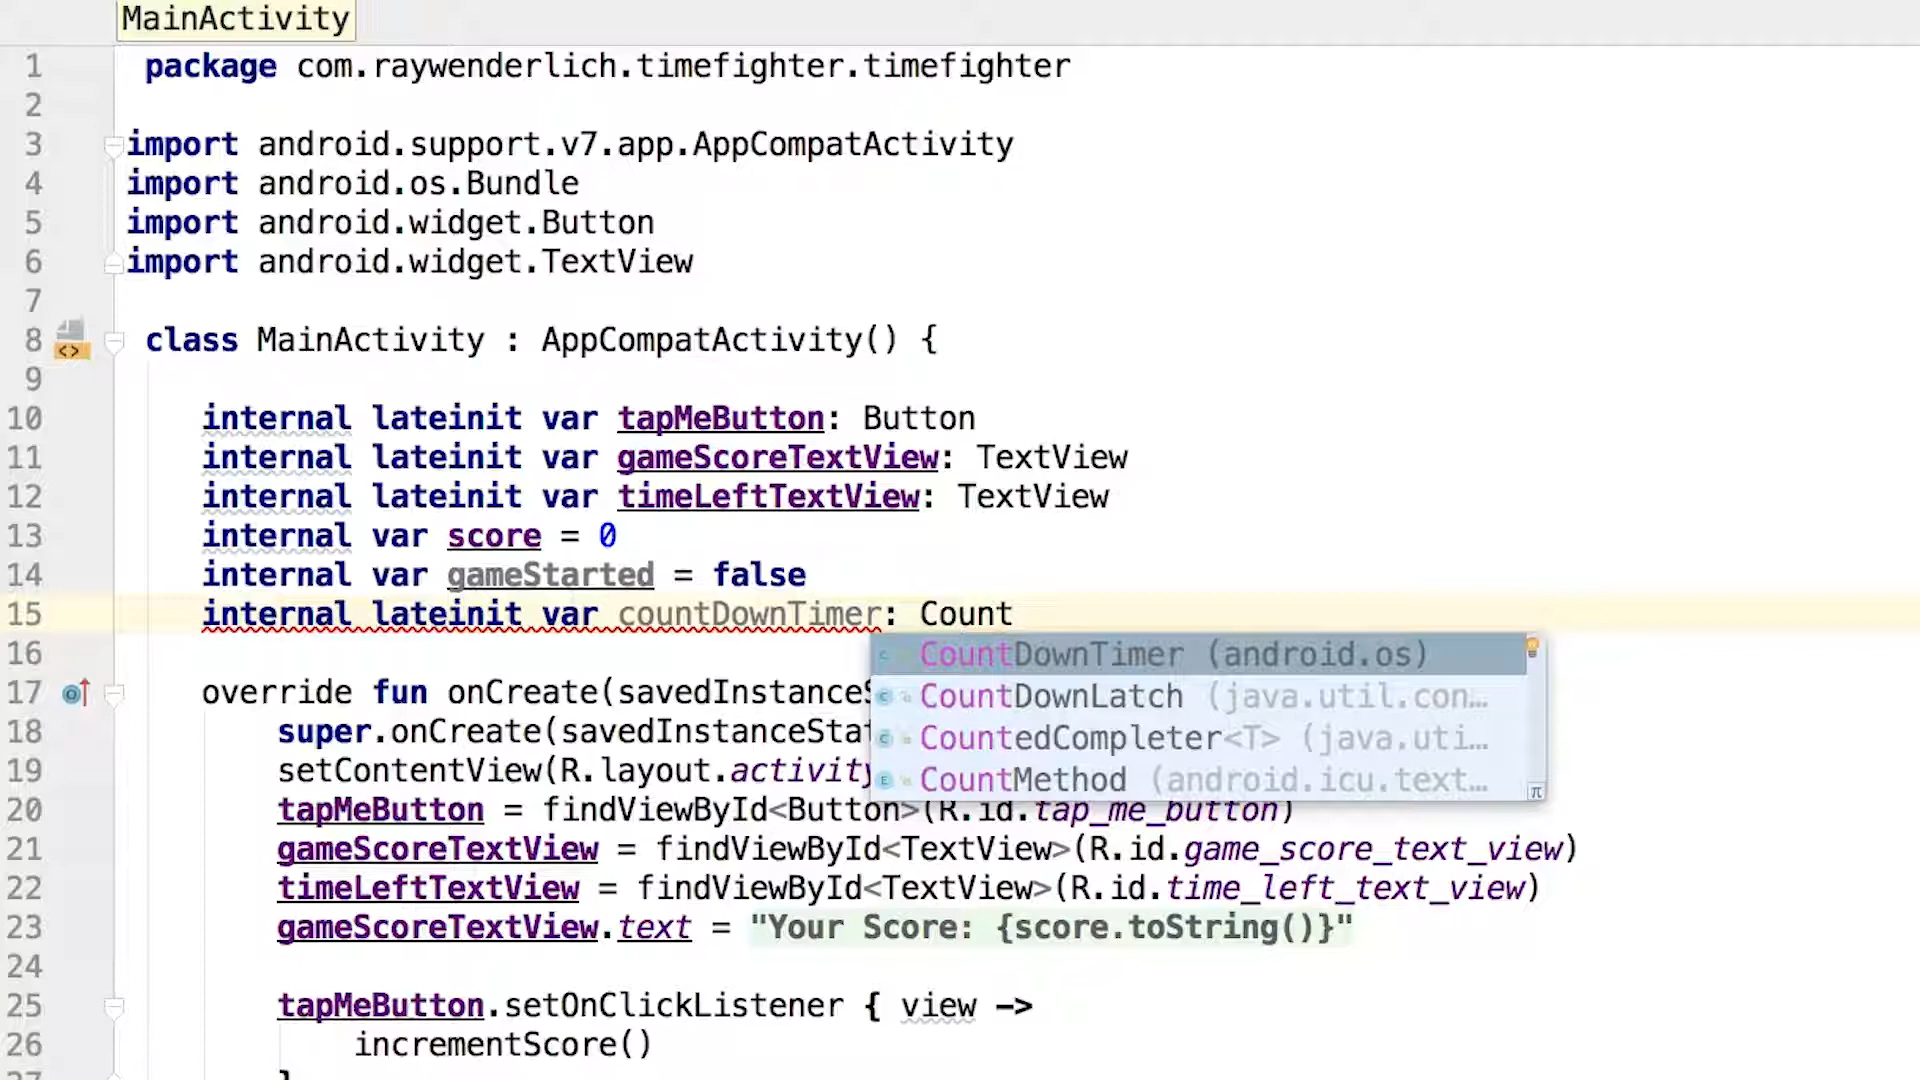 MainActivity
1 package com.raywenderlich.timefighter.timefighter
2
3 import android.support.v7.app.AppCompatActivity
4 import android.os.Bundle
5 import android.widget.Button
6 import android.widget.TextView
7
8 class MainActivity : AppCompatActivity() {
9
10 internal lateinit var tapMeButton: Button
11 internal lateinit var gameScoreTextView: TextView
12 internal lateinit var timeLeftTextView: TextView
13 internal var score = 0
14 internal var gameStarted = false
15 internal lateinit var countDownTimer: Count
16 CountDownTimer (android.os)
CountDownLatch (java.util.con…
CountedCompleter<T> (java.uti…
CountMethod (android.icu.text…
π
17 override fun onCreate(savedInstanceS
18 super.onCreate(savedInstanceStat
19 setContentView(R.layout.activity
20 tapMeButton = findViewById<Button>(R.id.tap_me_button)
21 gameScoreTextView = findViewById<TextView>(R.id.game_score_text_view)
22 timeLeftTextView = findViewById<TextView>(R.id.time_left_text_view)
23 gameScoreTextView.text = "Your Score: {score.toString()}"
24
25 tapMeButton.setOnClickListener { view ->
26 incrementScore()
27 }